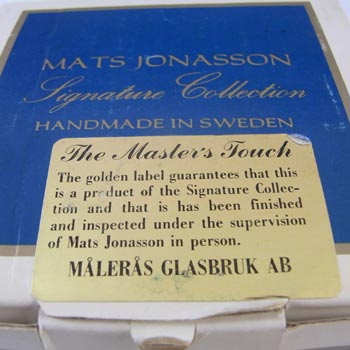 MATS JONASSON
Signature Collection
HANDMADE IN SWEDEN
The Master's Touch
The golden label guarantees that this
is a product of the Signature Collec-
tion and that is has been finished
and inspected under the supervision
of Mats Jonasson in person.
MÅLERÅS GLASBRUK AB